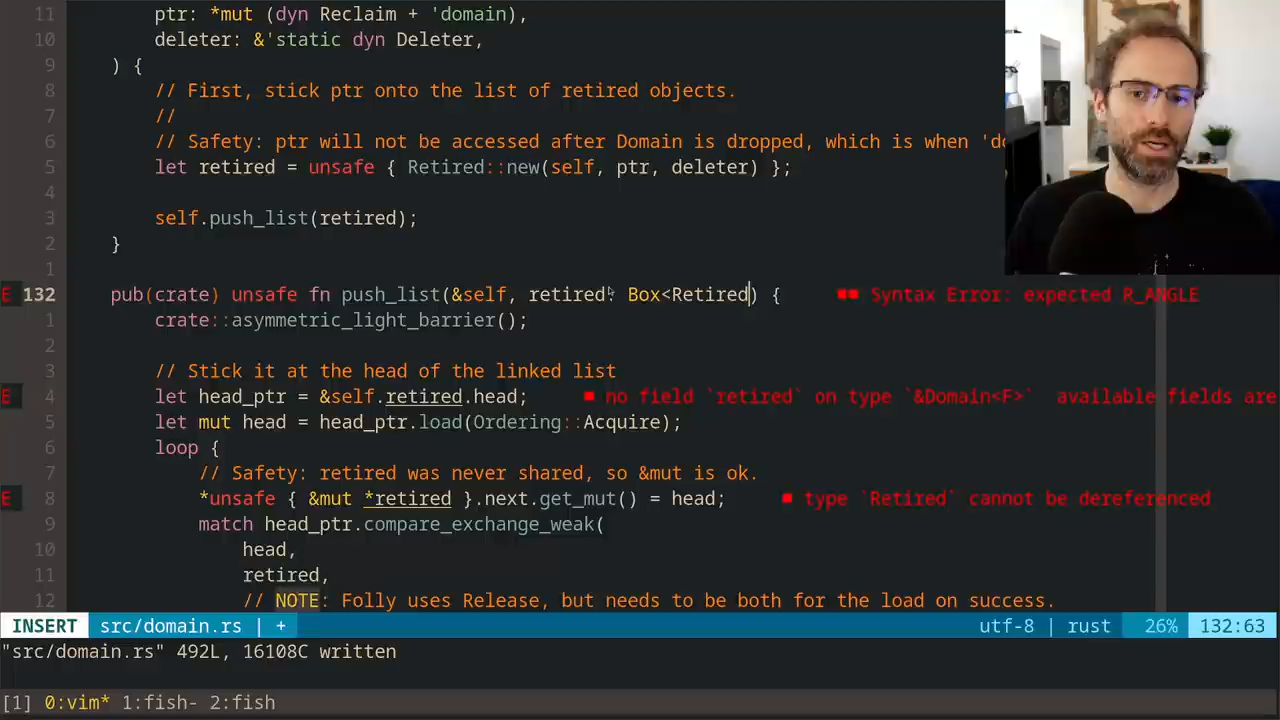 11 ptr: *mut (dyn Reclaim + 'domain),
10 deleter: &'static dyn Deleter,
9 ) {
8 // First, stick ptr onto the list of retired objects.
7 //
6 // Safety: ptr will not be accessed after Domain is dropped, which is when 'do
5 let retired = unsafe { Retired::new(self, ptr, deleter) };
4
3 self.push_list(retired);
2 }
1
E 132 pub(crate) unsafe fn push_list(&self, retired: Box<Retired) { ■■ Syntax Error: expected R_ANGLE
1 crate::asymmetric_light_barrier();
2
3 // Stick it at the head of the linked list
E 4 let head_ptr = &self.retired.head; ■ no field `retired` on type `&Domain<F>` available fields are
5 let mut head = head_ptr.load(Ordering::Acquire);
6 loop {
7 // Safety: retired was never shared, so &mut is ok.
E 8 *unsafe { &mut *retired }.next.get_mut() = head; ■ type `Retired` cannot be dereferenced
9 match head_ptr.compare_exchange_weak(
10 head,
11 retired,
12 // NOTE: Folly uses Release, but needs to be both for the load on success.
INSERT src/domain.rs | + utf-8 | rust 26% 132:63
"src/domain.rs" 492L, 16108C written
[1] 0:vim* 1:fish- 2:fish